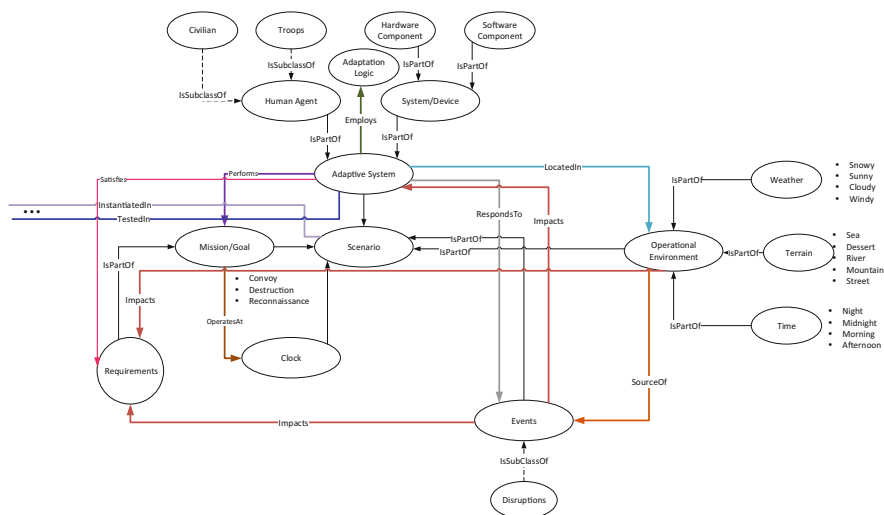 Civilian
Troops
Hardware
Component
Software
Component
Adaptation
Logic
IsSubclassOf
IsPartOf
IsPartOf
IsSubclassOf
Human Agent
System/Device
Employs
IsPartOf
IsPartOf
Satisfies
Performs
Adaptive System
LocatedIn
IsPartOf
Weather
• Snowy
• Sunny
• Cloudy
• Windy
InstantiatedIn
•••
TestedIn
RespondsTo
Impacts
Mission/Goal
Scenario
IsPartOf
IsPartOf
Operational
Environment
IsPartOf
Terrain
• Sea
• Dessert
• River
• Mountain
• Street
IsPartOf
• Convoy
• Destruction
• Reconnaissance
Impacts
OperatesAt
Clock
IsPartOf
Time
• Night
• Midnight
• Morning
• Afternoon
Requirements
SourceOf
Impacts
Events
IsSubClassOf
Disruptions